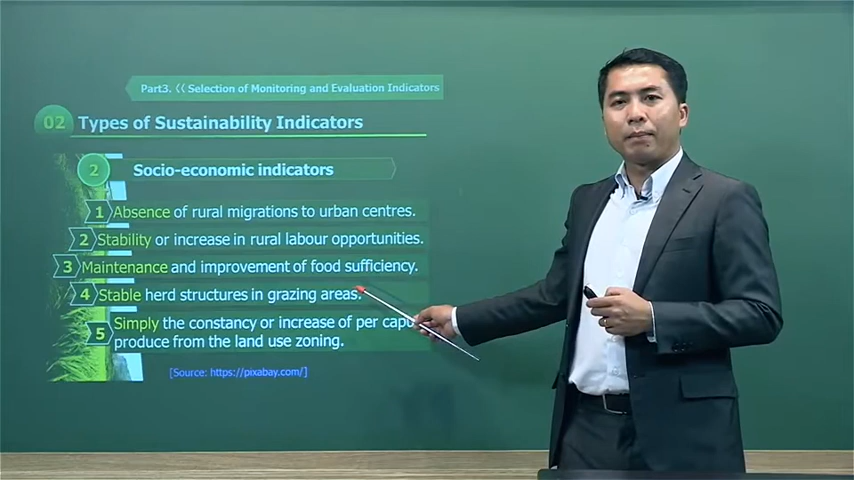 Part3. 《 Selection of Monitoring and Evaluation Indicators
02 Types of Sustainability Indicators
2 Socio-economic indicators
1 Absence of rural migrations to urban centres.
2 Stability or increase in rural labour opportunities.
3 Maintenance and improvement of food sufficiency.
4 Stable herd structures in grazing areas.
5 Simply the constancy or increase of per
produce from the land use zoning.
[Source: https://pixabay.com/]